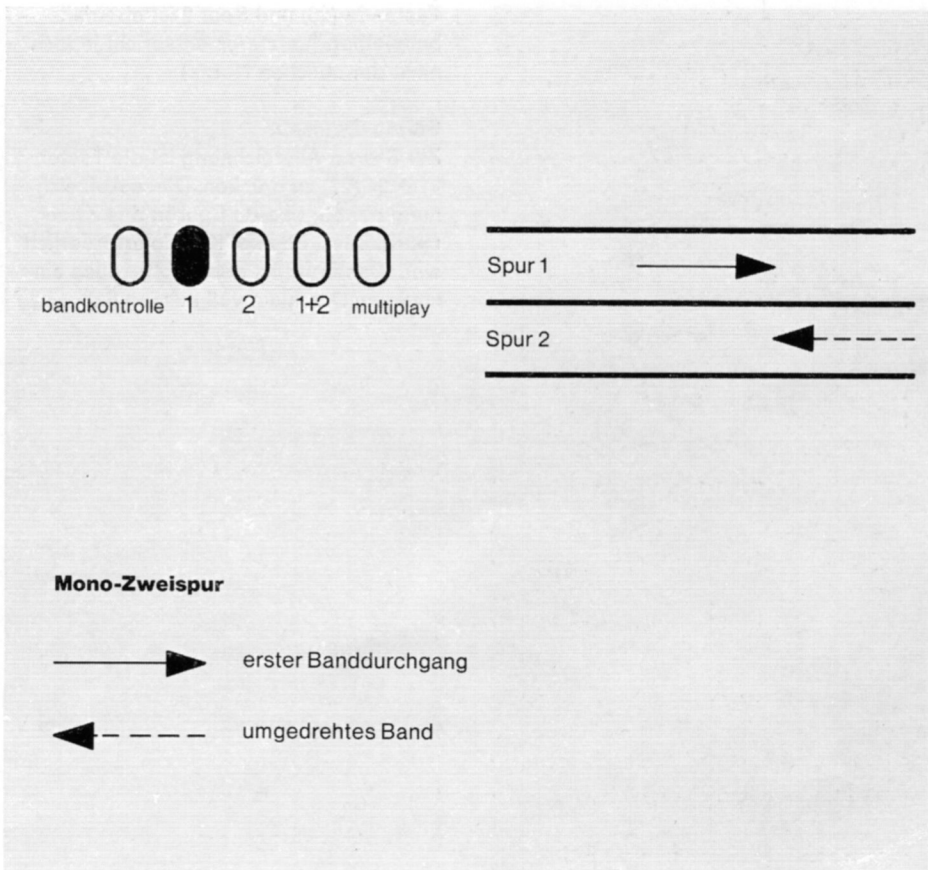 bandkontrolle 1 2 1+2 multiplay
Spur 1
Spur 2
Mono-Zweispur
erster Banddurchgang
umgedrehtes Band